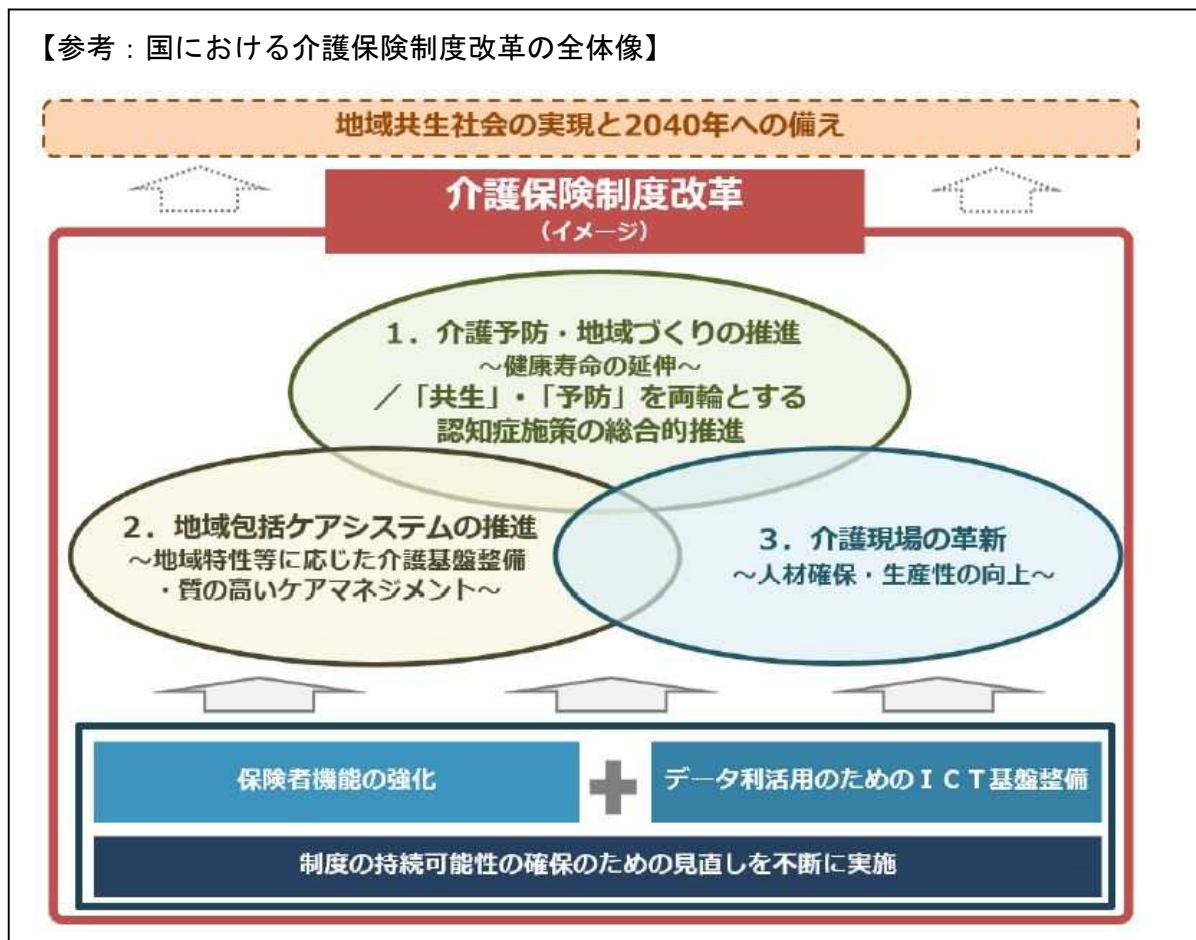 【参考：国における介護保険制度改革の全体像】
地域共生社会の実現と2040年への備え
介護保険制度改革
（イメージ）
１．介護予防・地域づくりの推進
～健康寿命の延伸～
／「共生」・「予防」を両輪とする
認知症施策の総合的推進
２．地域包括ケアシステムの推進
～地域特性等に応じた介護基盤整備
・質の高いケアマネジメント～
３．介護現場の革新
～人材確保・生産性の向上～
保険者機能の強化
データ利活用のためのＩＣＴ基盤整備
制度の持続可能性の確保のための見直しを不断に実施